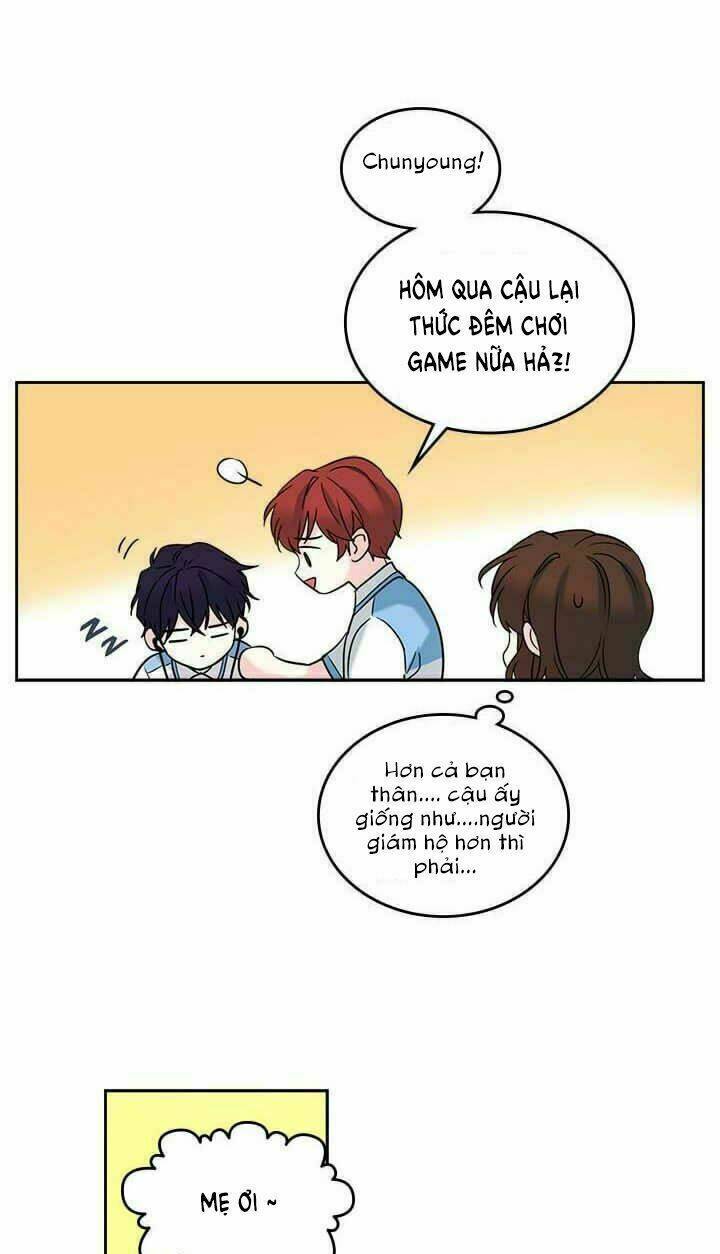 Chunyoung!
HÔM QUA CẬU LẠI
THỨC ĐÊM CHƠI
GAME NỮA HẢ?!
ZZ
Hơn cả bạn
thân.... cậu ấy
giống như....người
giám hộ hơn thì
phải...
MẸ ƠI ~